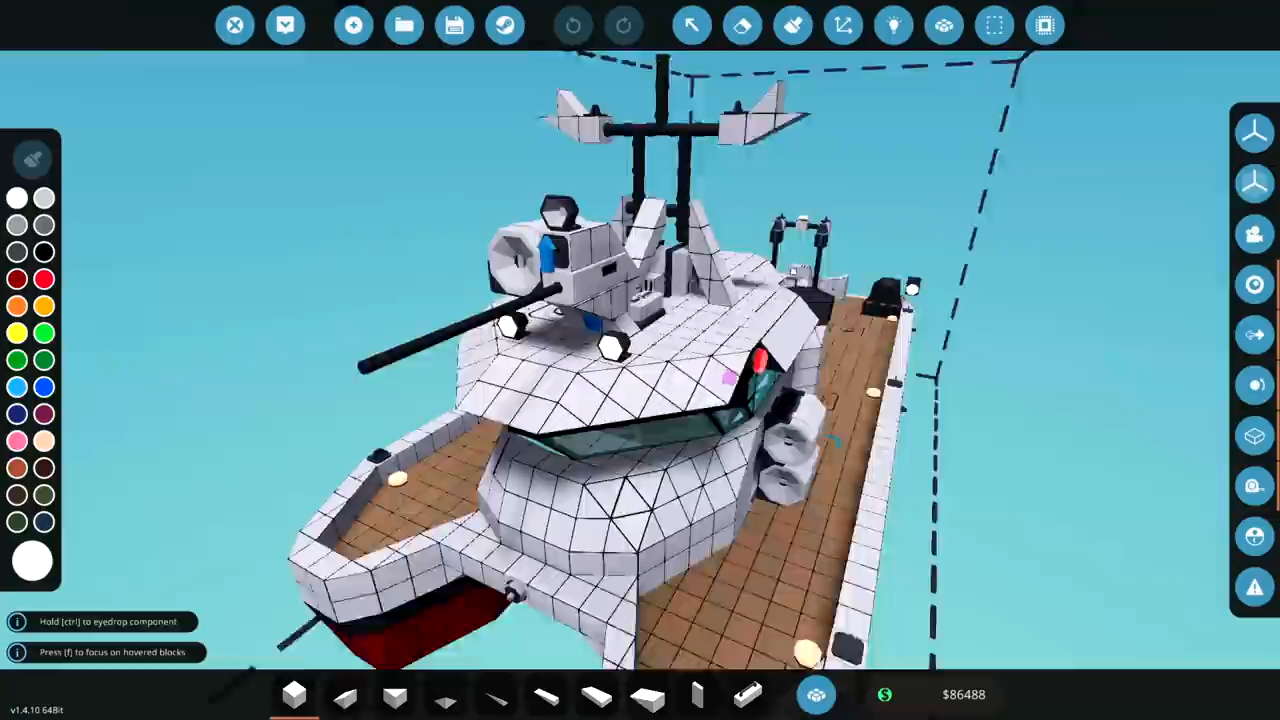 Hold [ctrl] to eyedrop component
Press [f] to focus on hovered blocks
v1.4.10 64Bit
$86488